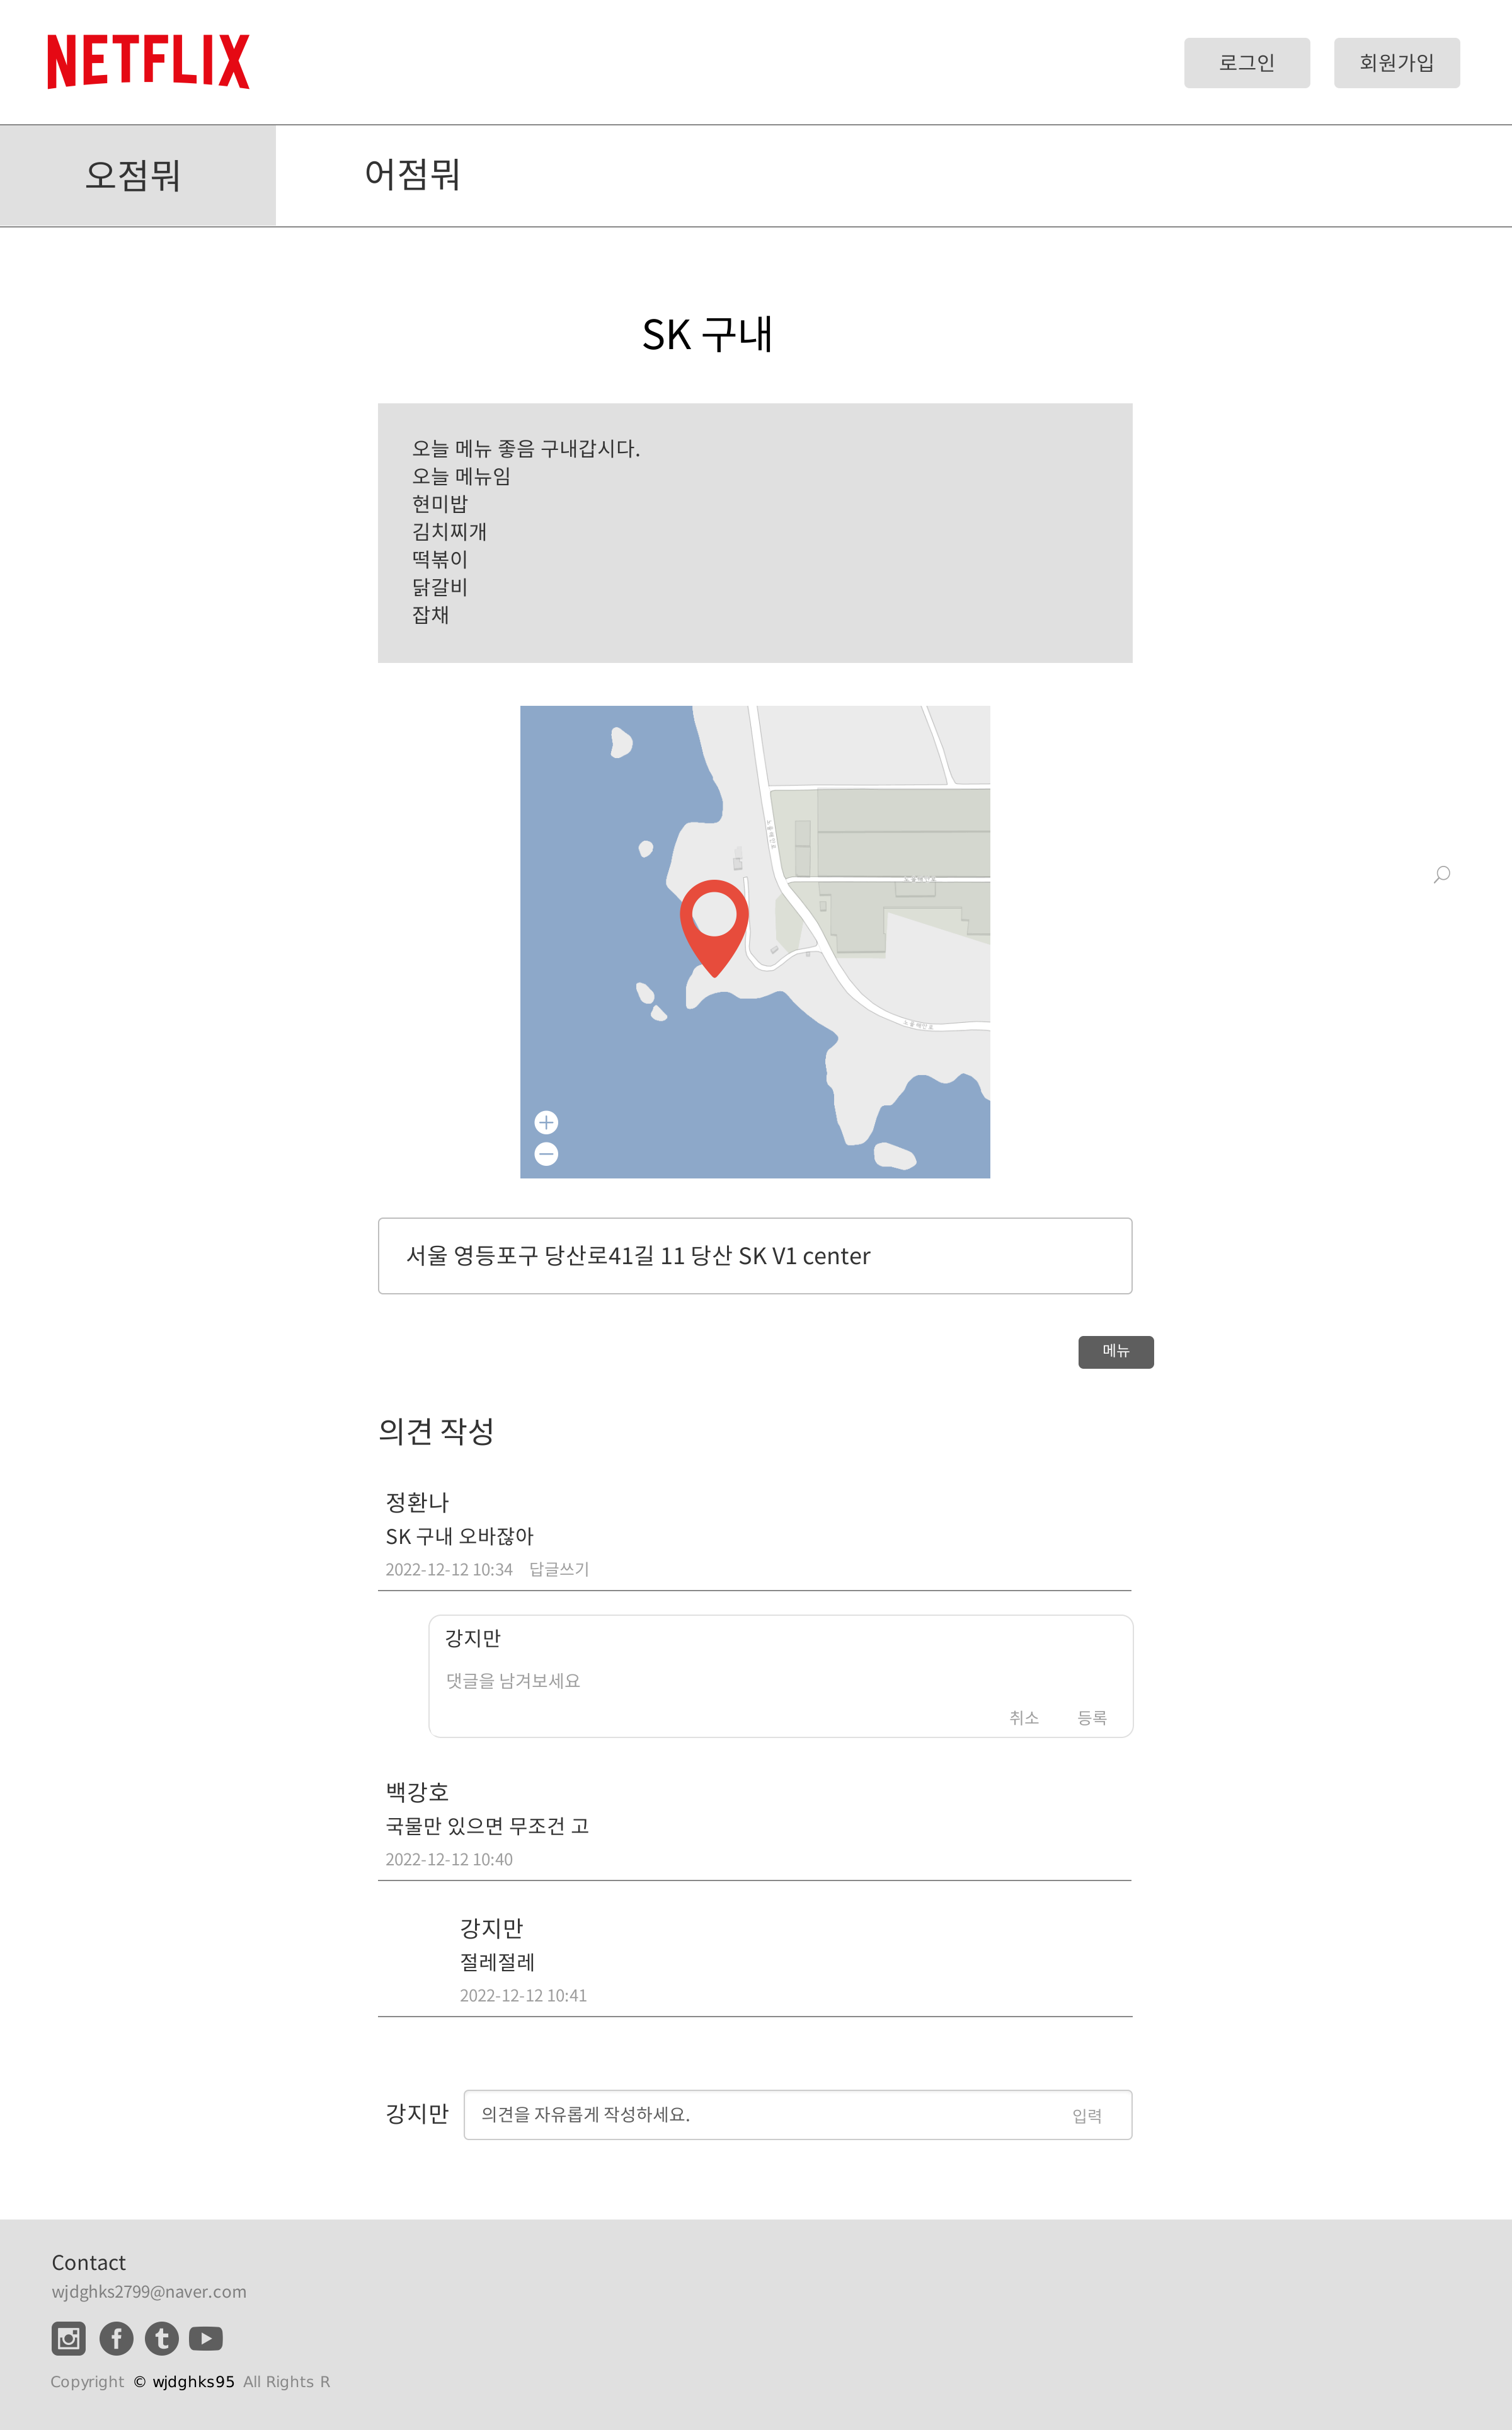 NETFLIX
로그인
회원가입
오점뭐
어점뭐
SK 구내
오늘 메뉴 좋음 구내갑시다.
오늘 메뉴임
현미밥
김치찌개
떡볶이
닭갈비
잡채
서울 영등포구 당산로41길 11 당산 SK V1 center
메뉴
의견 작성
정환나
SK 구내 오바잖아
2022-12-12 10:34 답글쓰기
강지만
댓글을 남겨보세요
취소 등록
백강호
국물만 있으면 무조건 고
2022-12-12 10:40
강지만
절레절레
2022-12-12 10:41
강지만 의견을 자유롭게 작성하세요. 입력
Contact
wjdghks2799@naver.com
Copyright © wjdghks95 All Rights R